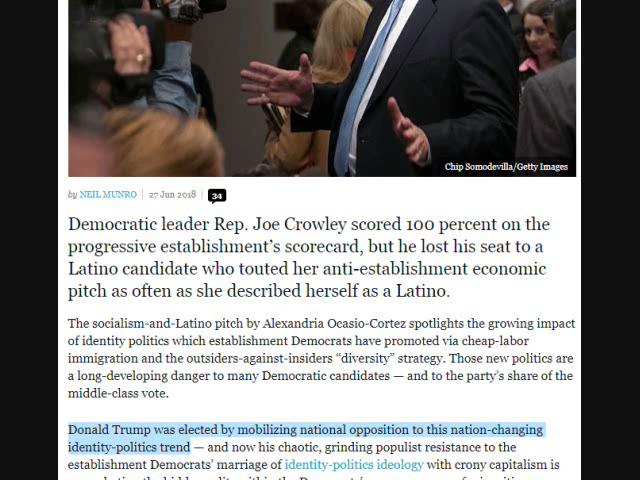 Chip Somodevilla/Getty Images
by NEIL MUNRO | 27 Jun 2018 | 34
Democratic leader Rep. Joe Crowley scored 100 percent on the
progressive establishment's scorecard, but he lost his seat to a
Latino candidate who touted her anti-establishment economic
pitch as often as she described herself as a Latino.
The socialism-and-Latino pitch by Alexandria Ocasio-Cortez spotlights the growing impact
of identity politics which establishment Democrats have promoted via cheap-labor
immigration and the outsiders-against-insiders “diversity” strategy. Those new politics are
a long-developing danger to many Democratic candidates — and to the party's share of the
middle-class vote.
Donald Trump was elected by mobilizing national opposition to this nation-changing
identity-politics trend — and now his chaotic, grinding populist resistance to the
establishment Democrats' marriage of identity-politics ideology with crony capitalism is